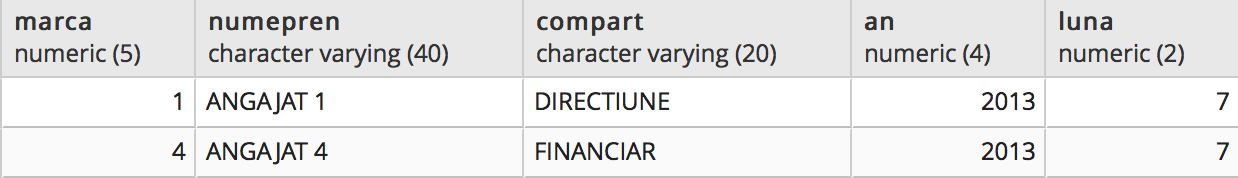 marca numepren compart an luna
numeric (5) character varying (40) character varying (20) numeric (4) numeric (2)
1 ANGAJAT 1 DIRECTIUNE 2013 7
4 ANGAJAT 4 FINANCIAR 2013 7